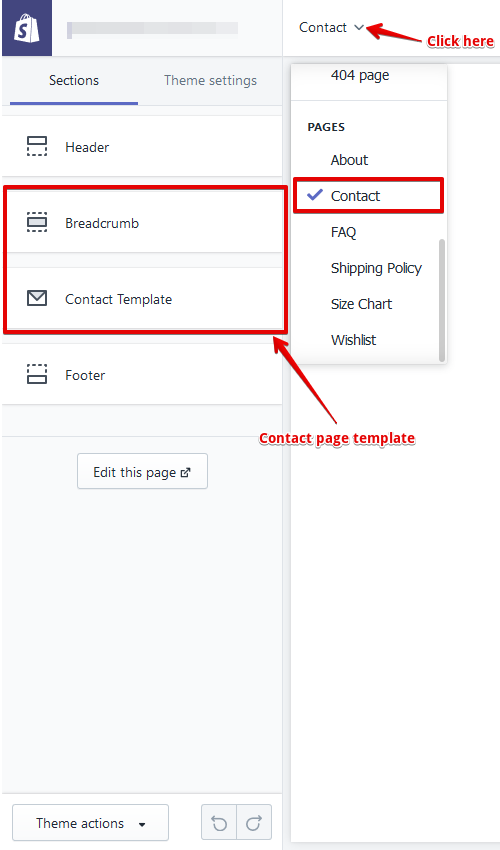 Contact
Click here
Sections
Theme settings
404 page
PAGES
Header
About
Contact
Breadcrumb
FAQ
Shipping Policy
Contact Template
Size Chart
Wishlist
Footer
Contact page template
Edit this page
Theme actions